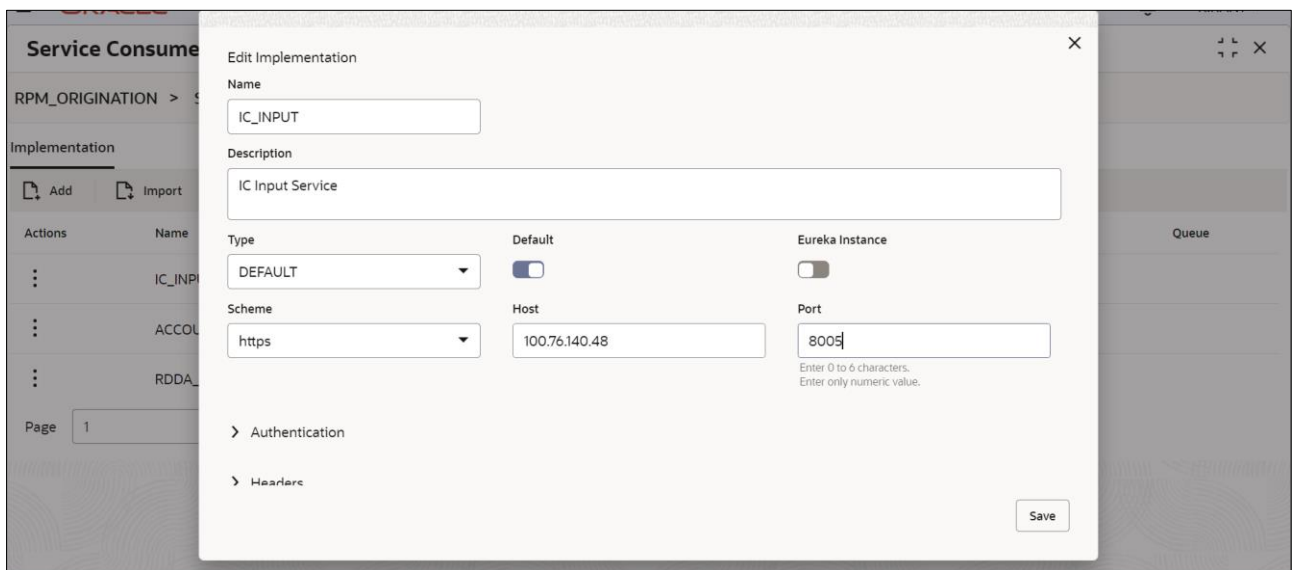 Service Consume
Edit Implementation
RPM_ORIGINATION >
Name
IC_INPUT
Implementation
Description
IC Input Service
Add
Import
Actions
Name
Queue
Type
Default
Eureka Instance
DEFAULT
IC_INP
Scheme
Host
Port
https
100.76.140.48
8005
ACCOU
Enter 0 to 6 characters.
Enter only numeric value.
RDDA_
Page
1
Authentication
Headers
Save